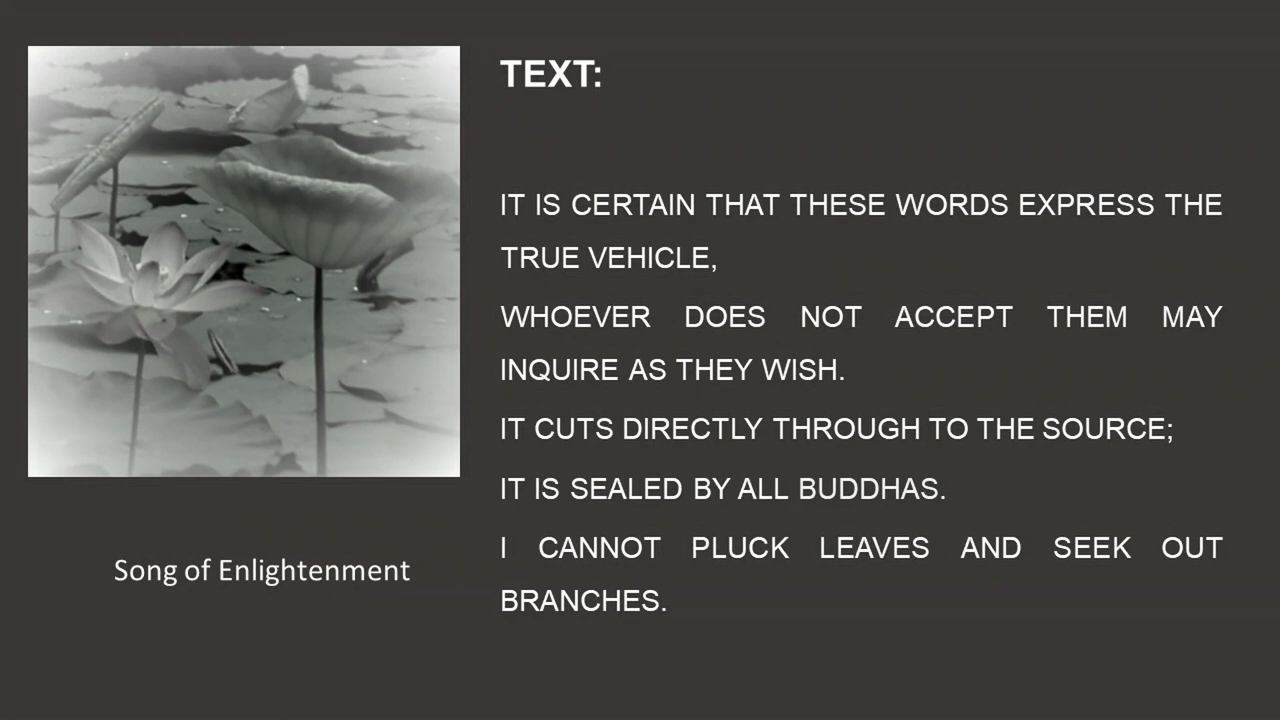 TEXT:
IT IS CERTAIN THAT THESE WORDS EXPRESS THE
TRUE VEHICLE,
WHOEVER DOES NOT ACCEPT THEM MAY
INQUIRE AS THEY WISH.
IT CUTS DIRECTLY THROUGH TO THE SOURCE;
IT IS SEALED BY ALL BUDDHAS.
I CANNOT PLUCK LEAVES AND SEEK OUT
BRANCHES.
Song of Enlightenment